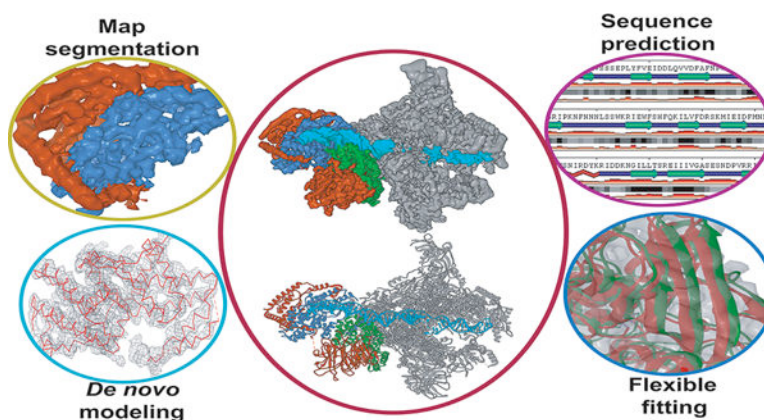 Map
segmentation
Sequence
prediction
De novo
modeling
Flexible
fitting